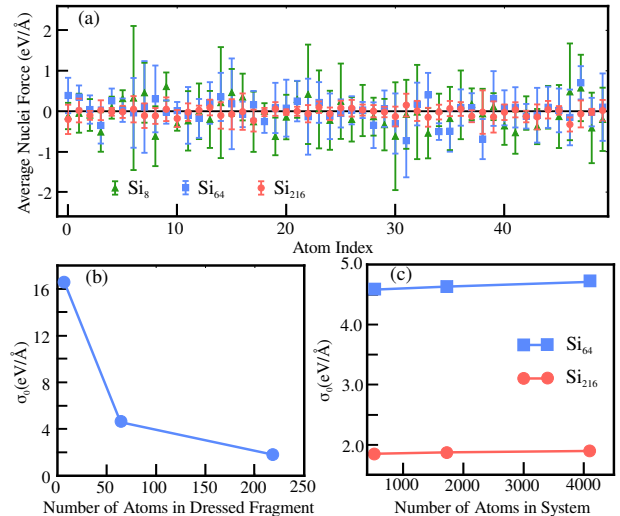 (a)
Average Nuclei Force (eV/Å)
2
1
0
-1
-2
Si₈ Si₆₄ Si₂₁₆
0 10 20 30 40
Atom Index
(b)
σ₀(eV/Å)
16
12
8
4
0
0 50 100 150 200 250
Number of Atoms in Dressed Fragment
(c)
σ₀(eV/Å)
5.0
4.0
3.0
2.0
Si₆₄
Si₂₁₆
1000 2000 3000 4000
Number of Atoms in System